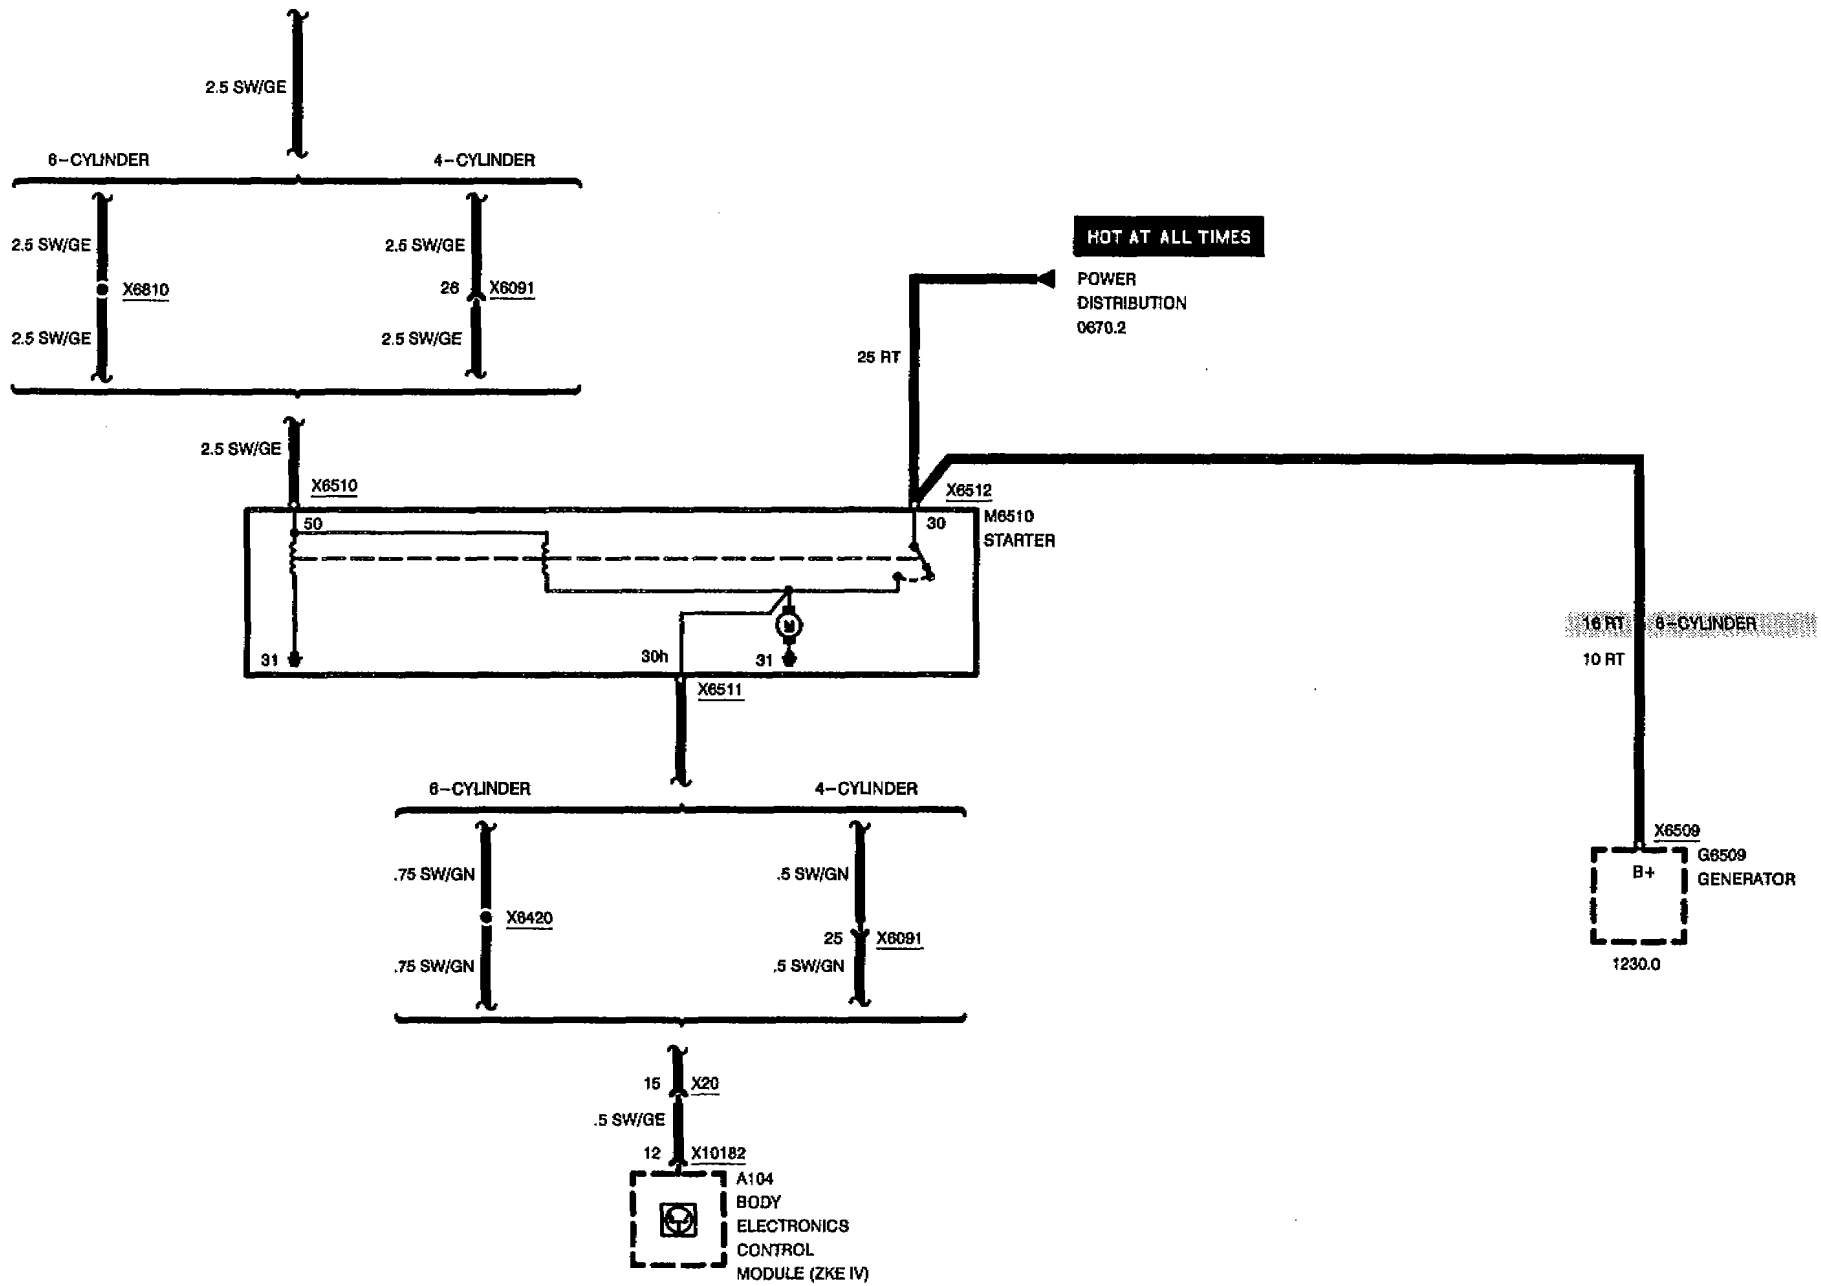 2.5 SW/GE
6-CYLINDER
4-CYLINDER
2.5 SW/GE
2.5 SW/GE
X6810
26
X6091
2.5 SW/GE
2.5 SW/GE
HOT AT ALL TIMES
POWER
DISTRIBUTION
0670.2
25 RT
2.5 SW/GE
X6510
X6512
50
30
M6510
STARTER
M
31
30h
31
X6511
16 RT
6-CYLINDER
10 RT
6-CYLINDER
4-CYLINDER
.75 SW/GN
.5 SW/GN
X6420
25
X6091
.75 SW/GN
.5 SW/GN
X6509
B+
G6509
GENERATOR
1230.0
15
X20
.5 SW/GE
12
X10182
A104
BODY
ELECTRONICS
CONTROL
MODULE (ZKE IV)